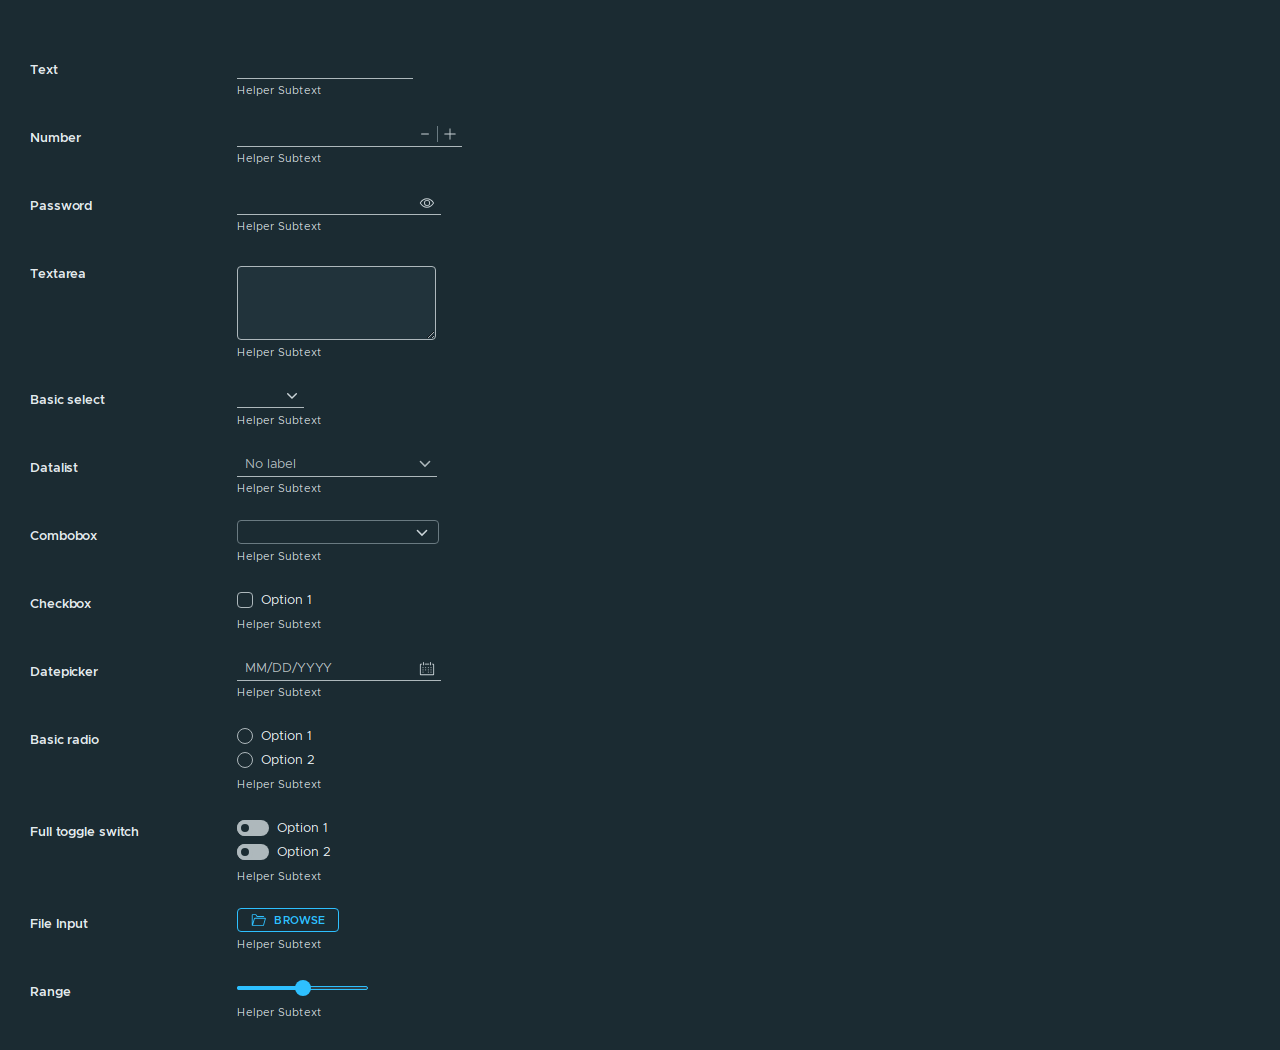 Text
Helper Subtext
Number
Helper Subtext
Password
Helper Subtext
Textarea
Helper Subtext
Basic select
Helper Subtext
Datalist
No label
Helper Subtext
Combobox
Helper Subtext
Checkbox
Option 1
Helper Subtext
Datepicker
MM/DD/YYYY
Helper Subtext
Basic radio
Option 1
Option 2
Helper Subtext
Full toggle switch
Option 1
Option 2
Helper Subtext
File Input
BROWSE
Helper Subtext
Range
Helper Subtext